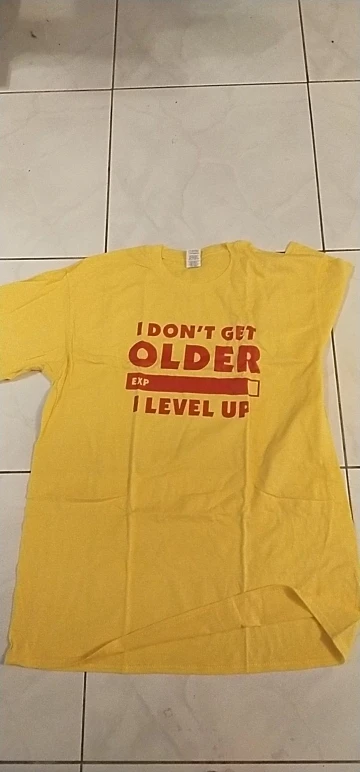 I DON'T GET
OLDER
EXP
I LEVEL UP